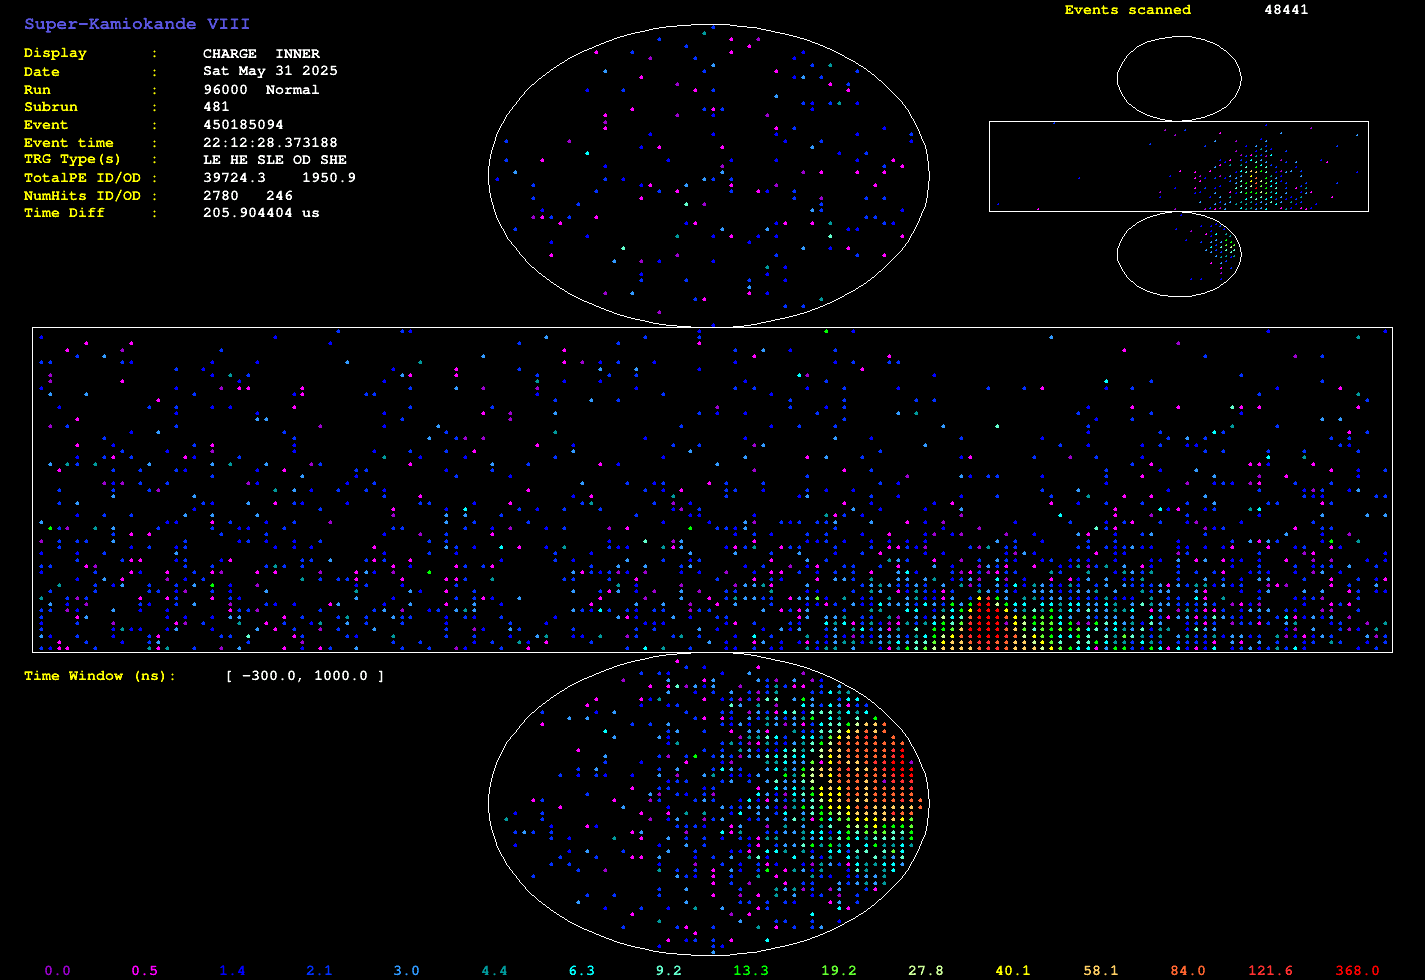 Super-Kamiokande VIII
Events scanned 48441
Display : CHARGE INNER
Date : Sat May 31 2025
Run : 96000 Normal
Subrun : 481
Event : 450185094
Event time : 22:12:28.373188
TRG Type(s) : LE HE SLE OD SHE
TotalPE ID/OD : 39724.3 1950.9
NumHits ID/OD : 2780 246
Time Diff : 205.904404 us
Time Window (ns): [ -300.0, 1000.0 ]
0.0 0.5 1.4 2.1 3.0 4.4 6.3 9.2 13.3 19.2 27.8 40.1 58.1 84.0 121.6 368.0